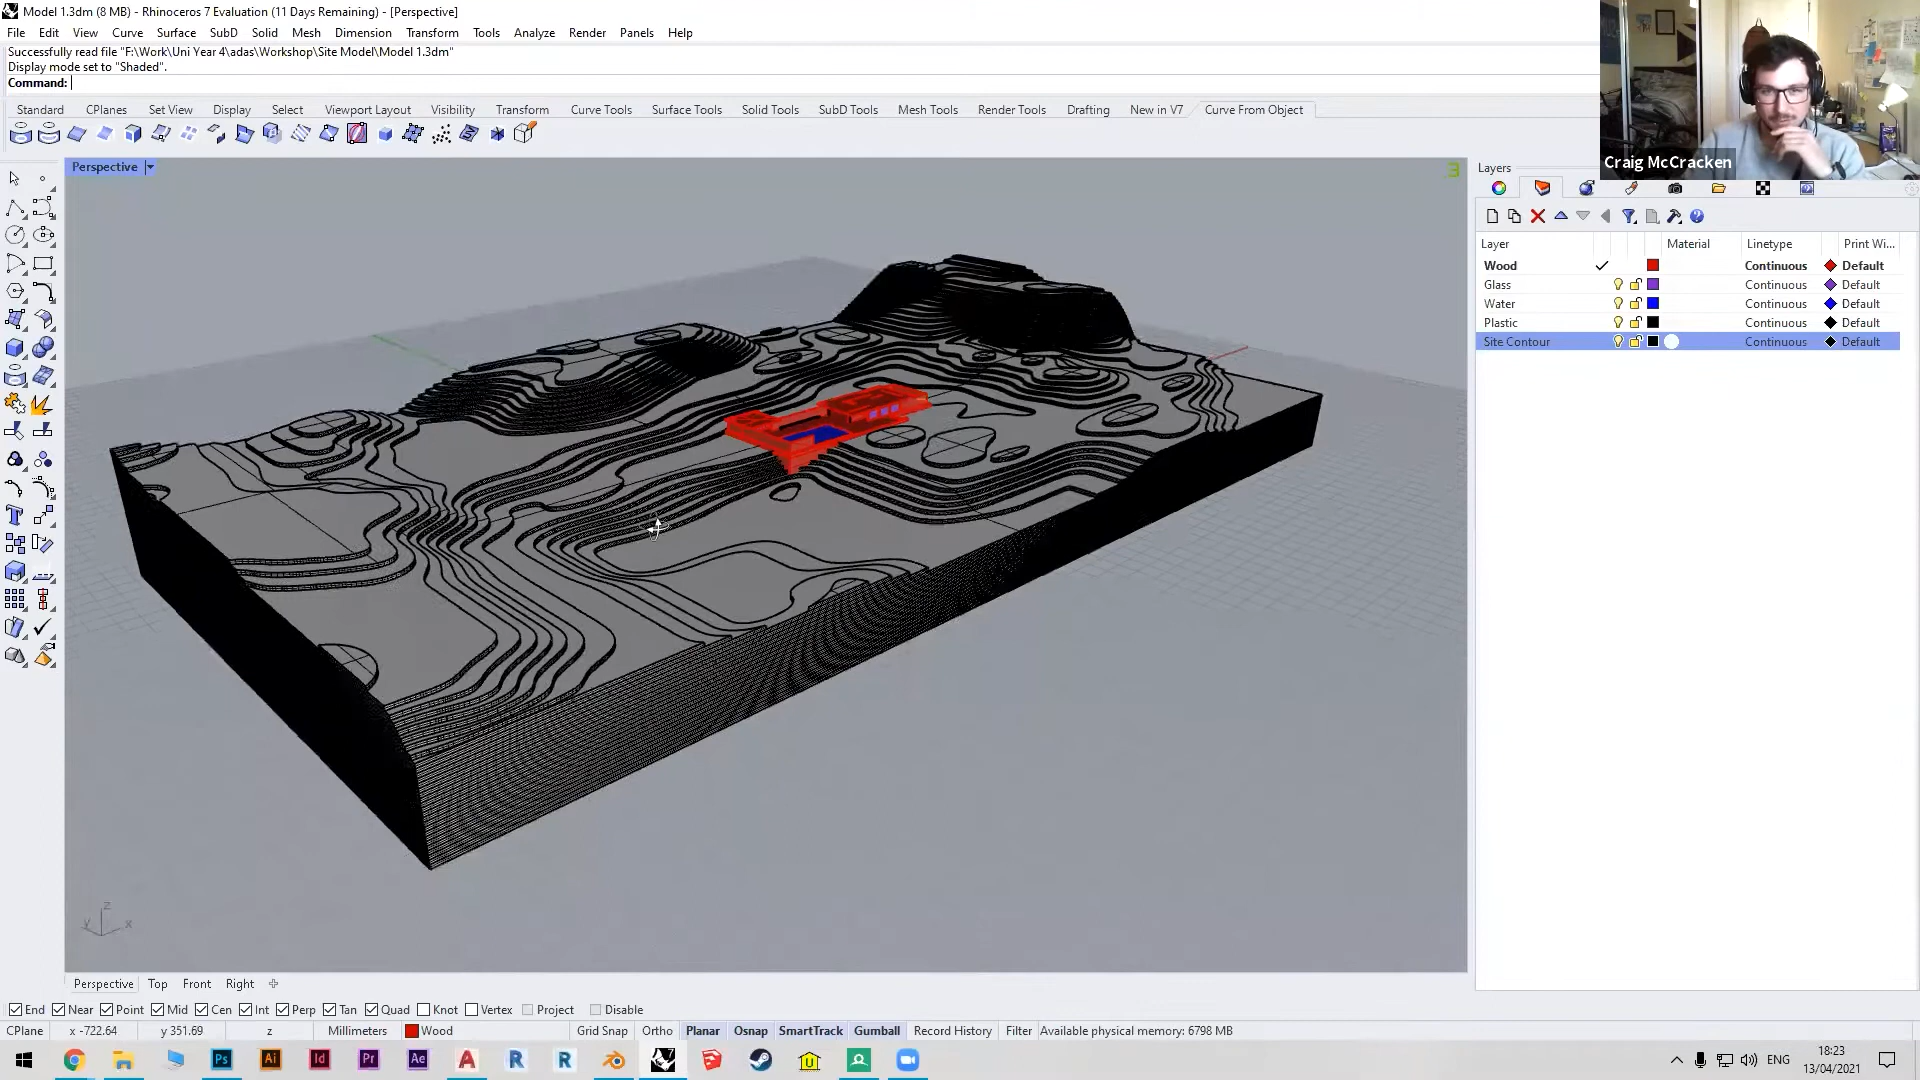 Model 1.3dm (8 MB) - Rhinoceros 7 Evaluation (11 Days Remaining) - [Perspective]
File Edit View Curve Surface SubD Solid Mesh Dimension Transform Tools Analyze Render Panels Help
Successfully read file "F:\Work\Uni Year 4\adas\Workshop\Site Model\Model 1.3dm"
Display mode set to "Shaded".
Command:
Standard CPlanes Set View Display Select Viewport Layout Visibility Transform Curve Tools Surface Tools Solid Tools SubD Tools Mesh Tools Render Tools Drafting New in V7 Curve From Object
Craig McCracken
Perspective
.3
Layers
Layer Material Linetype Print Wi...
Wood Continuous Default
Glass Continuous Default
Water Continuous Default
Plastic Continuous Default
Site Contour Continuous Default
z
y x
Perspective Top Front Right
End Near Point Mid Cen Int Perp Tan Quad Knot Vertex Project Disable
CPlane x -722.64 y 351.69 z Millimeters Wood Grid Snap Ortho Planar Osnap SmartTrack Gumball Record History Filter Available physical memory: 6798 MB
Ps Ai Id Pr Ae A R R
ENG
18:23
13/04/2021